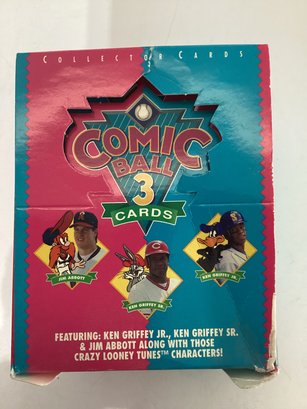 COLLECTOR CARDS
COMIC
BALL
3
CARDS
JIM ABBOTT
KEN GRIFFEY SR.
KEN GRIFFEY JR.
FEATURING: KEN GRIFFEY JR., KEN GRIFFEY SR.
& JIM ABBOTT ALONG WITH THOSE
CRAZY LOONEY TUNES CHARACTERS!